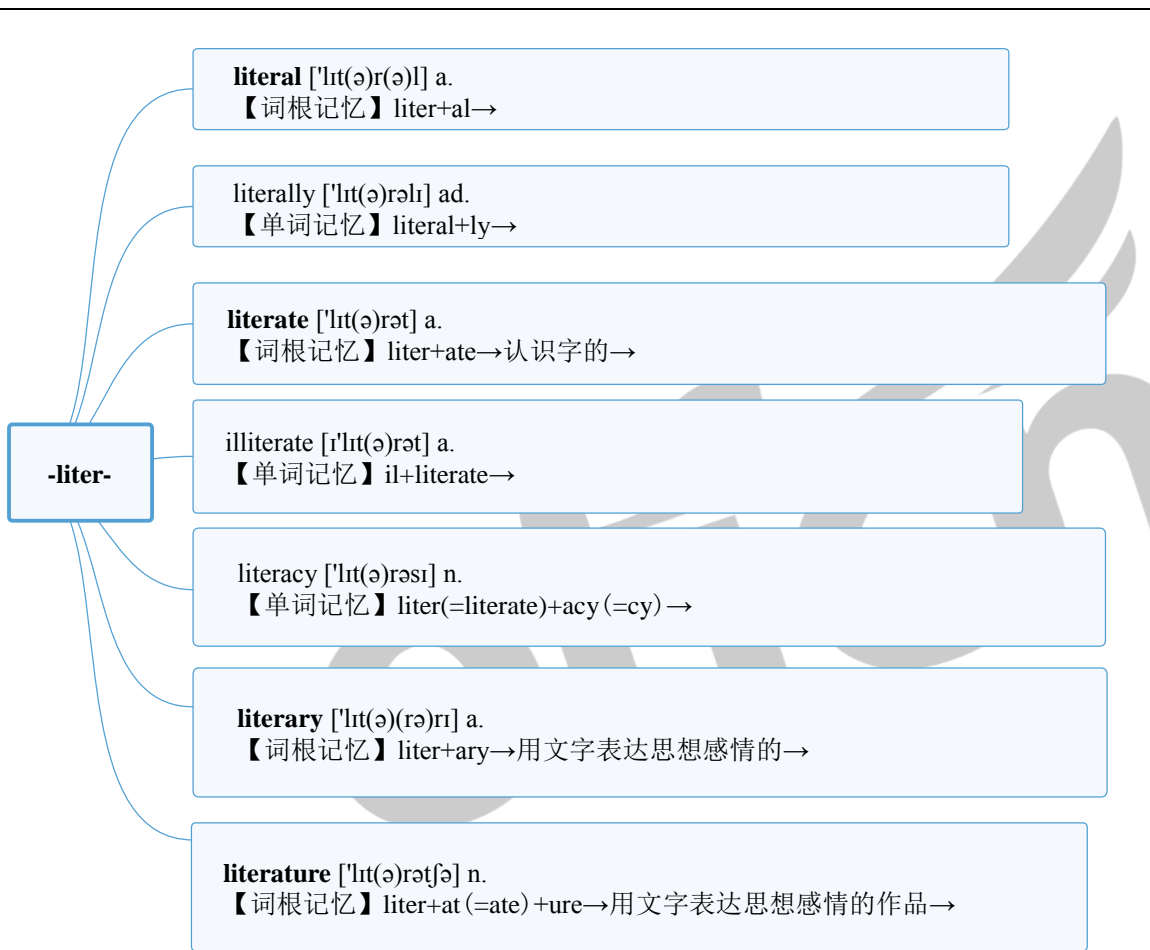 literal ['lɪt(ə)r(ə)l] a.
【词根记忆】liter+al→
literally ['lɪt(ə)rəlɪ] ad.
【单词记忆】literal+ly→
literate ['lɪt(ə)rət] a.
【词根记忆】liter+ate→认识字的→
-liter-
illiterate [ɪ'lɪt(ə)rət] a.
【单词记忆】il+literate→
literacy ['lɪt(ə)rəsɪ] n.
【单词记忆】liter(=literate)+acy(=cy)→
literary ['lɪt(ə)(rə)rɪ] a.
【词根记忆】liter+ary→用文字表达思想感情的→
literature ['lɪt(ə)rətʃə] n.
【词根记忆】liter+at(=ate)+ure→用文字表达思想感情的作品→